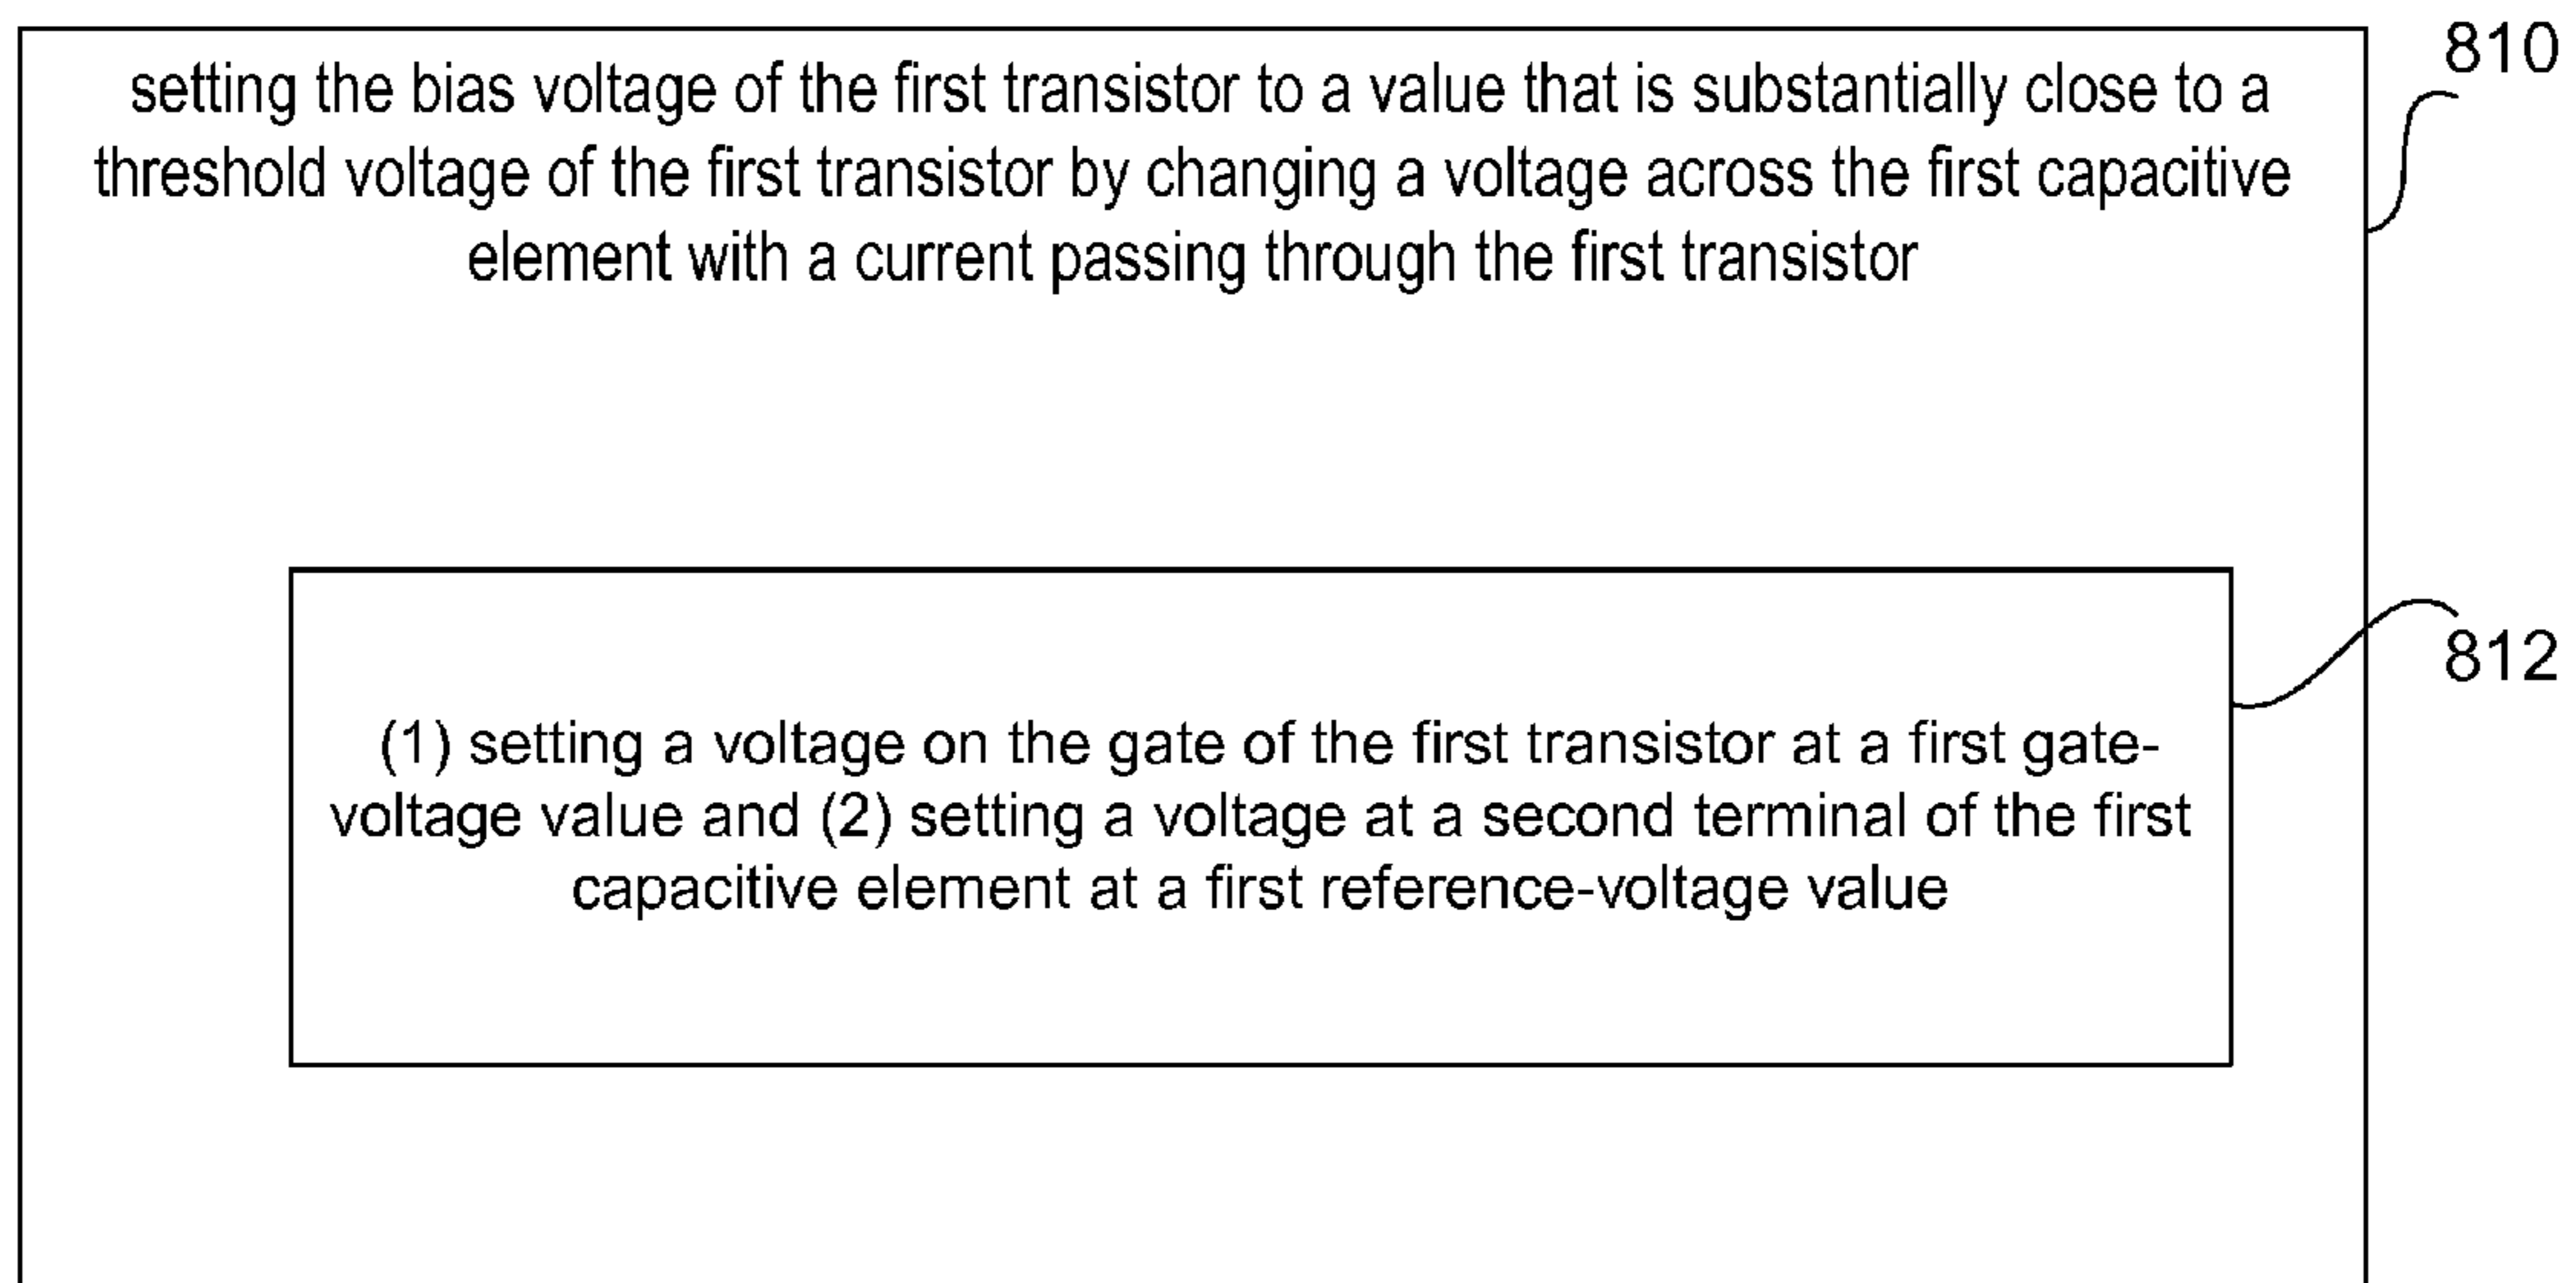 810
setting the bias voltage of the first transistor to a value that is substantially close to a
threshold voltage of the first transistor by changing a voltage across the first capacitive
element with a current passing through the first transistor
812
(1) setting a voltage on the gate of the first transistor at a first gate-
voltage value and (2) setting a voltage at a second terminal of the first
capacitive element at a first reference-voltage value